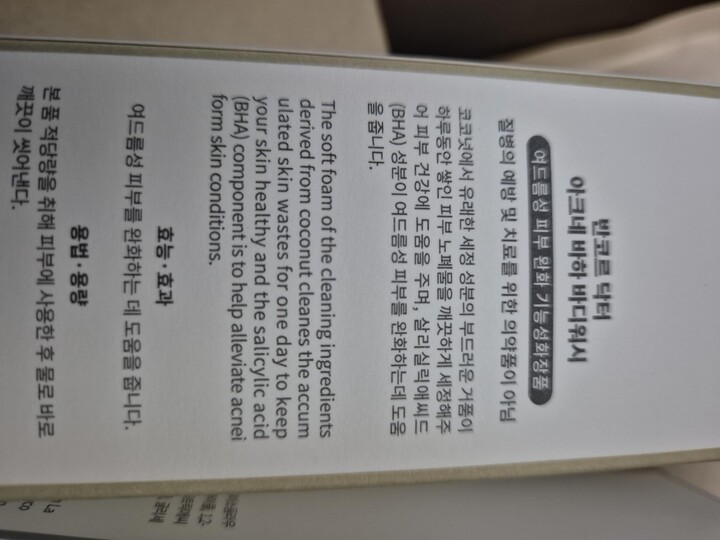 반코르 닥터
아크네 바하 바디워시
여드름성 피부 완화 기능성화장품
질병의 예방 및 치료를 위한 의약품이 아님
코코넛에서 유래한 세정 성분의 부드러운 거품이
하루동안 쌓인 피부 노폐물을 깨끗하게 세정해주
어 피부 건강에 도움을 주며, 살리실릭애씨드
(BHA) 성분이 여드름성 피부를 완화하는데 도움
을 줍니다.
The soft foam of the cleaning ingredients
derived from coconut cleanes the accum
ulated skin wastes for one day to keep
your skin healthy and the salicylic acid
(BHA) component is to help alleviate acnei
form skin conditions.
효능·효과
여드름성 피부를 완화하는 데 도움을 줍니다.
용법·용량
본 품 적당량을 취해 피부에 사용한 후 물로 바로
깨끗이 씻어낸다.